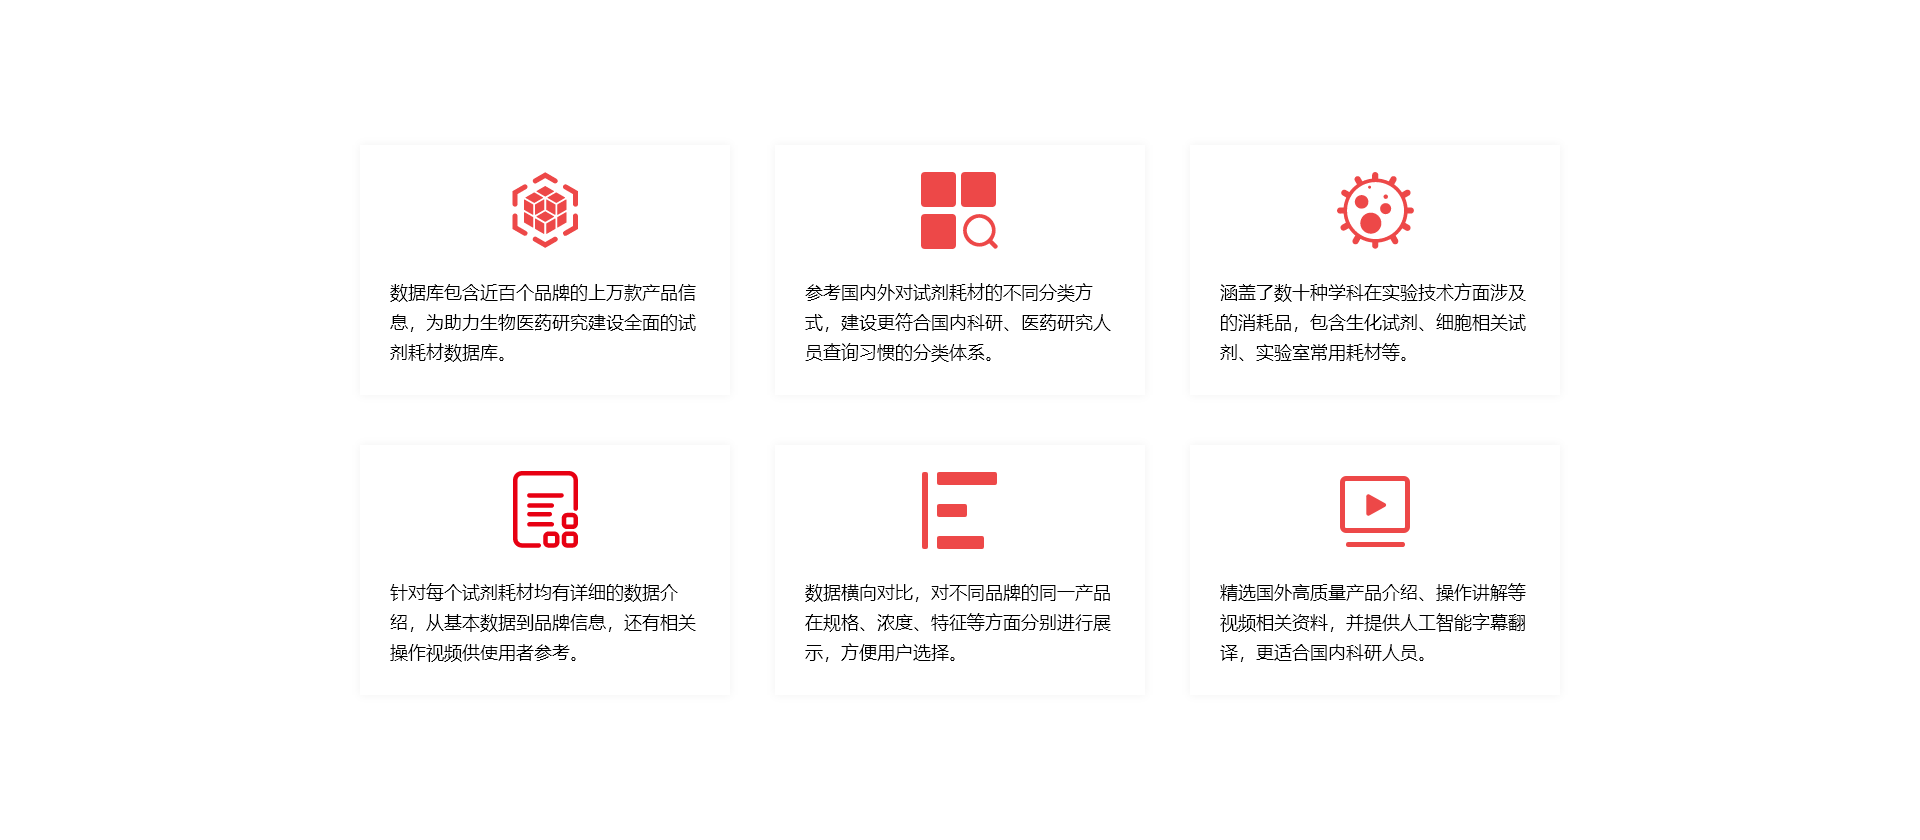 数据库包含近百个品牌的上万款产品信
息，为助力生物医药研究建设全面的试
剂耗材数据库。
参考国内外对试剂耗材的不同分类方
式，建设更符合国内科研、医药研究人
员查询习惯的分类体系。
涵盖了数十种学科在实验技术方面涉及
的消耗品，包含生化试剂、细胞相关试
剂、实验室常用耗材等。
针对每个试剂耗材均有详细的数据介
绍，从基本数据到品牌信息，还有相关
操作视频供使用者参考。
数据横向对比，对不同品牌的同一产品
在规格、浓度、特征等方面分别进行展
示，方便用户选择。
精选国外高质量产品介绍、操作讲解等
视频相关资料，并提供人工智能字幕翻
译，更适合国内科研人员。